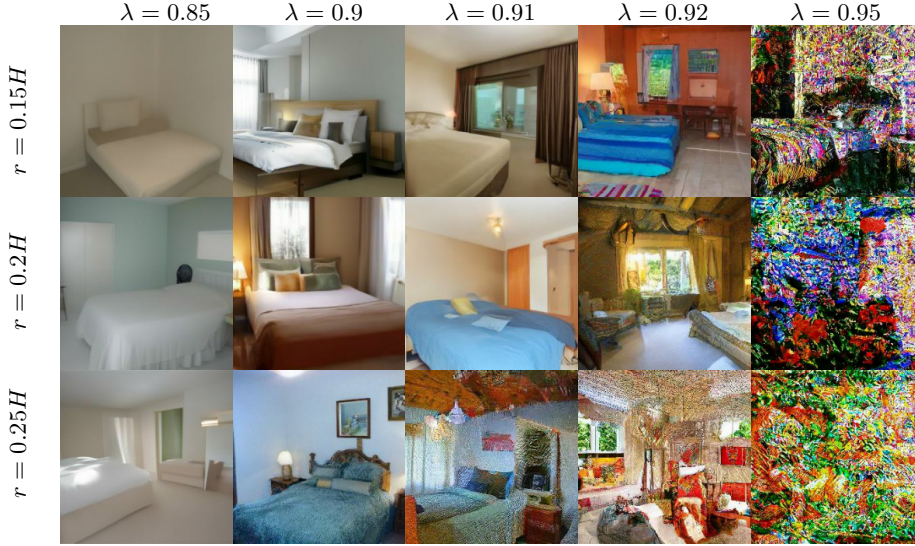 λ = 0.85 λ = 0.9 λ = 0.91 λ = 0.92 λ = 0.95
r = 0.15H
r = 0.2H
r = 0.25H